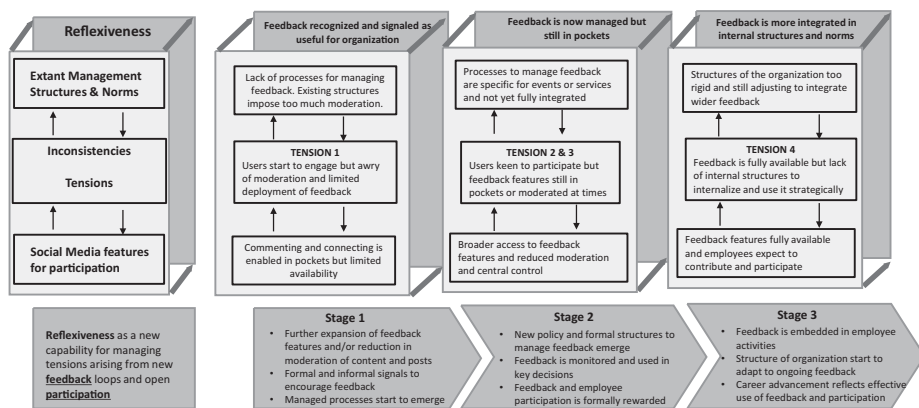 Reflexiveness
Extant Management
Structures & Norms
Inconsistencies
Tensions
Social Media features
for participation
Reflexiveness as a new
capability for managing
tensions arising from new
feedback loops and open
participation
Feedback recognized and signaled as
useful for organization
Lack of processes for managing
feedback. Existing structures
impose too much moderation.
TENSION 1
Users start to engage but awry
of moderation and limited
deployment of feedback
Commenting and connecting is
enabled in pockets but limited
availability
Feedback is now managed but
still in pockets
Processes to manage feedback
are specific for events or services
and not yet fully integrated
TENSION 2 & 3
Users keen to participate but
feedback features still in
pockets or moderated at times
Broader access to feedback
features and reduced moderation
and central control
Feedback is more integrated in
internal structures and norms
Structures of the organization too
rigid and still adjusting to integrate
wider feedback
TENSION 4
Feedback is fully available but lack
of internal structures to
internalize and use it strategically
Feedback features fully available
and employees expect to
contribute and participate
Stage 1
• Further expansion of feedback
features and/or reduction in
moderation of content and posts
• Formal and informal signals to
encourage feedback
• Managed processes start to emerge
Stage 2
• New policy and formal structures to
manage feedback emerge
• Feedback is monitored and used in
key decisions
• Feedback and employee
participation is formally rewarded
Stage 3
• Feedback is embedded in employee
activities
• Structure of organization start to
adapt to ongoing feedback
• Career advancement reflects effective
use of feedback and participation